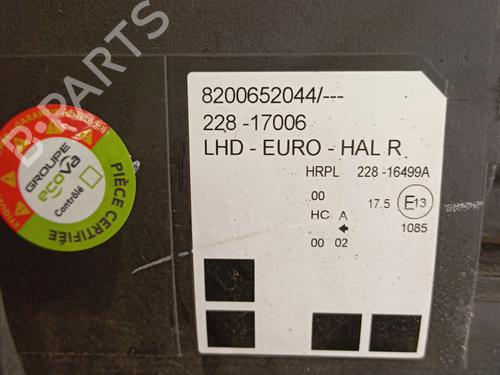 8200652044/---
228 -17006
LHD - EURO - HAL R
HRPL 228 -16499A
00
HC A 17.5 E13
1085
00 02
GROUPE
ecova
Contrôlé
PIÈCE CERTIFIÉE
B-PARTS